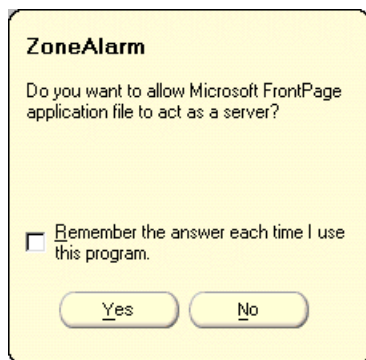 ZoneAlarm
Do you want to allow Microsoft FrontPage
application file to act as a server?
Remember the answer each time I use
this program.
Yes No